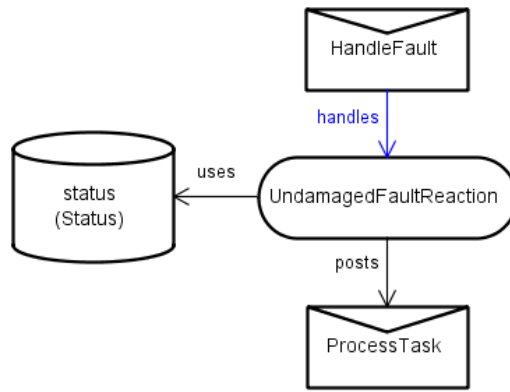 HandleFault
handles
uses
status
(Status)
UndamagedFaultReaction
posts
ProcessTask